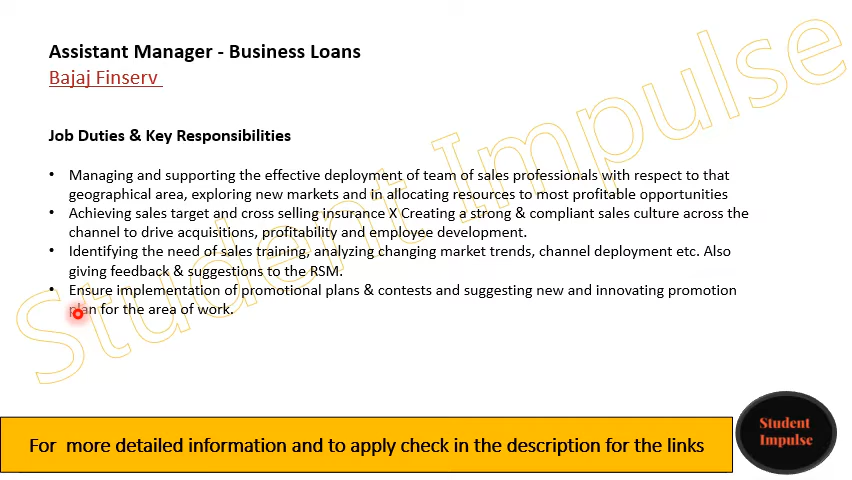 Assistant Manager - Business Loans
Bajaj Finserv
Job Duties & Key Responsibilities
• Managing and supporting the effective deployment of team of sales professionals with respect to that
geographical area, exploring new markets and in allocating resources to most profitable opportunities
• Achieving sales target and cross selling insurance X Creating a strong & compliant sales culture across the
channel to drive acquisitions, profitability and employee development.
• Identifying the need of sales training, analyzing changing market trends, channel deployment etc. Also
giving feedback & suggestions to the RSM.
• Ensure implementation of promotional plans & contests and suggesting new and innovating promotion
plan for the area of work.
Student Impulse
For more detailed information and to apply check in the description for the links
Student
Impulse